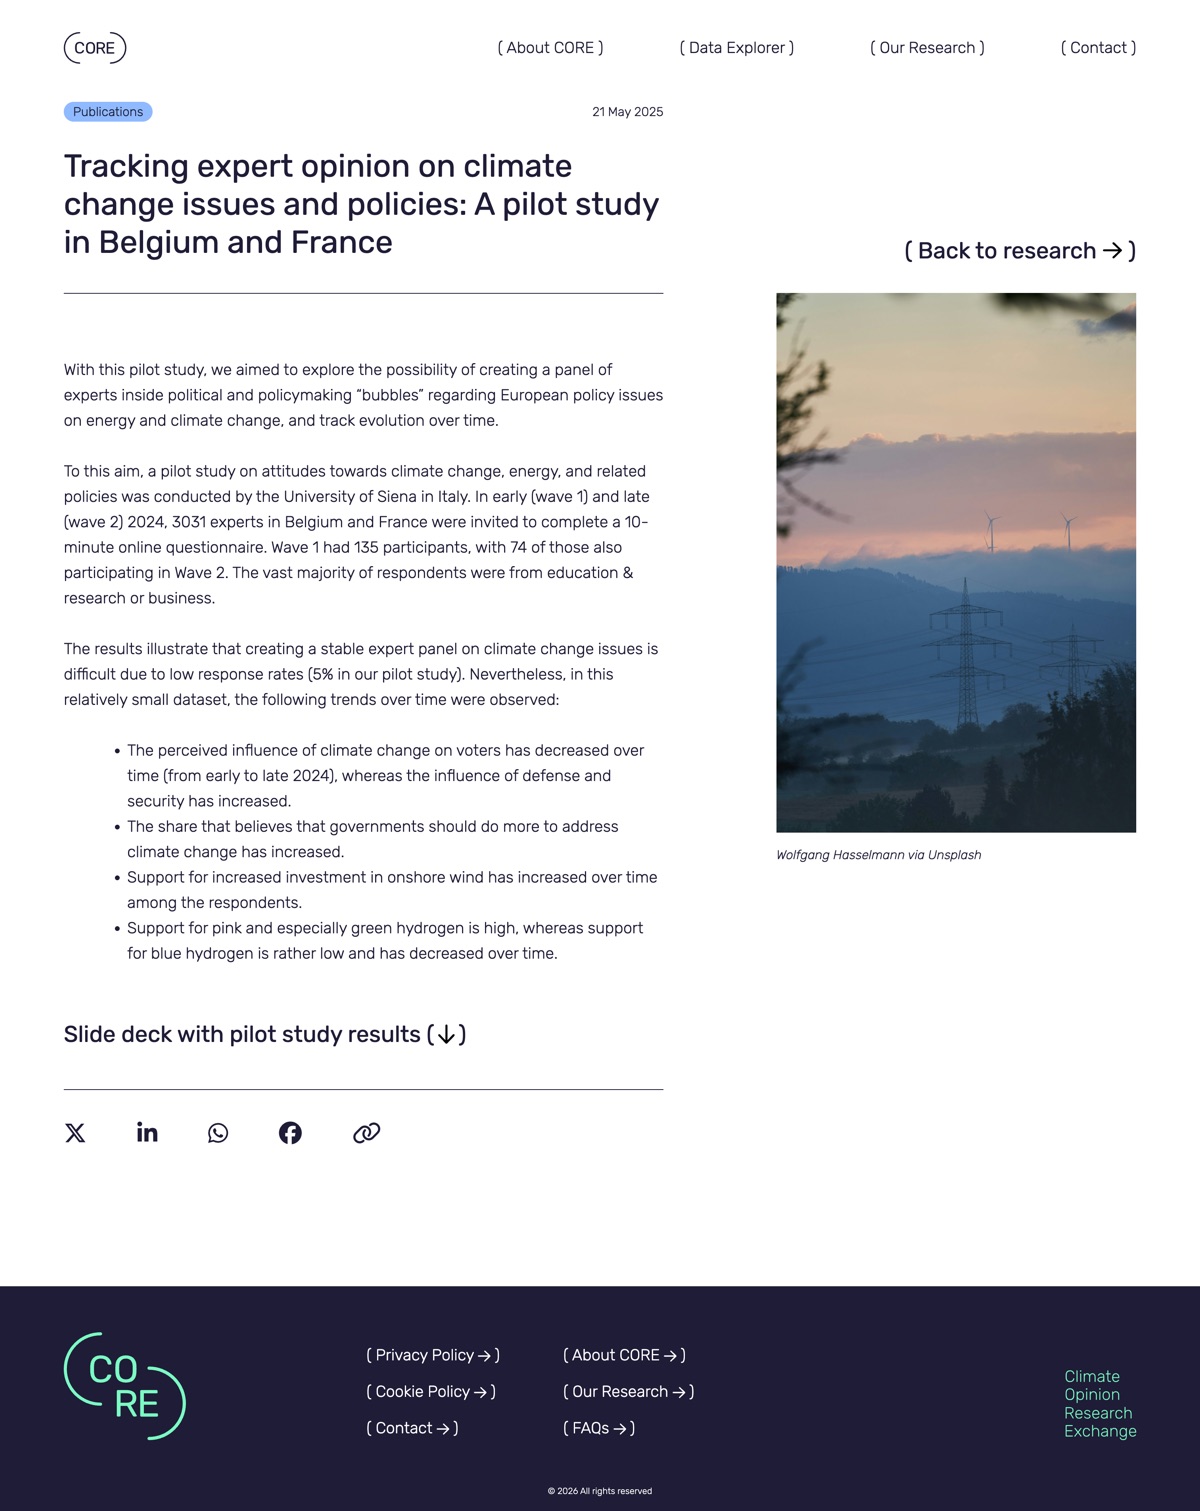 CORE
( About CORE )
( Data Explorer )
( Our Research )
( Contact )
Publications
21 May 2025
Tracking expert opinion on climate
change issues and policies: A pilot study
in Belgium and France
( Back to research → )
With this pilot study, we aimed to explore the possibility of creating a panel of
experts inside political and policymaking “bubbles” regarding European policy issues
on energy and climate change, and track evolution over time.
To this aim, a pilot study on attitudes towards climate change, energy, and related
policies was conducted by the University of Siena in Italy. In early (wave 1) and late
(wave 2) 2024, 3031 experts in Belgium and France were invited to complete a 10-
minute online questionnaire. Wave 1 had 135 participants, with 74 of those also
participating in Wave 2. The vast majority of respondents were from education &
research or business.
The results illustrate that creating a stable expert panel on climate change issues is
difficult due to low response rates (5% in our pilot study). Nevertheless, in this
relatively small dataset, the following trends over time were observed:
• The perceived influence of climate change on voters has decreased over
time (from early to late 2024), whereas the influence of defense and
security has increased.
• The share that believes that governments should do more to address
climate change has increased.
• Support for increased investment in onshore wind has increased over time
among the respondents.
• Support for pink and especially green hydrogen is high, whereas support
for blue hydrogen is rather low and has decreased over time.
Wolfgang Hasselmann via Unsplash
Slide deck with pilot study results (↓)
CO
RE
( Privacy Policy → )
( Cookie Policy → )
( Contact → )
( About CORE → )
( Our Research → )
( FAQs → )
Climate
Opinion
Research
Exchange
© 2026 All rights reserved